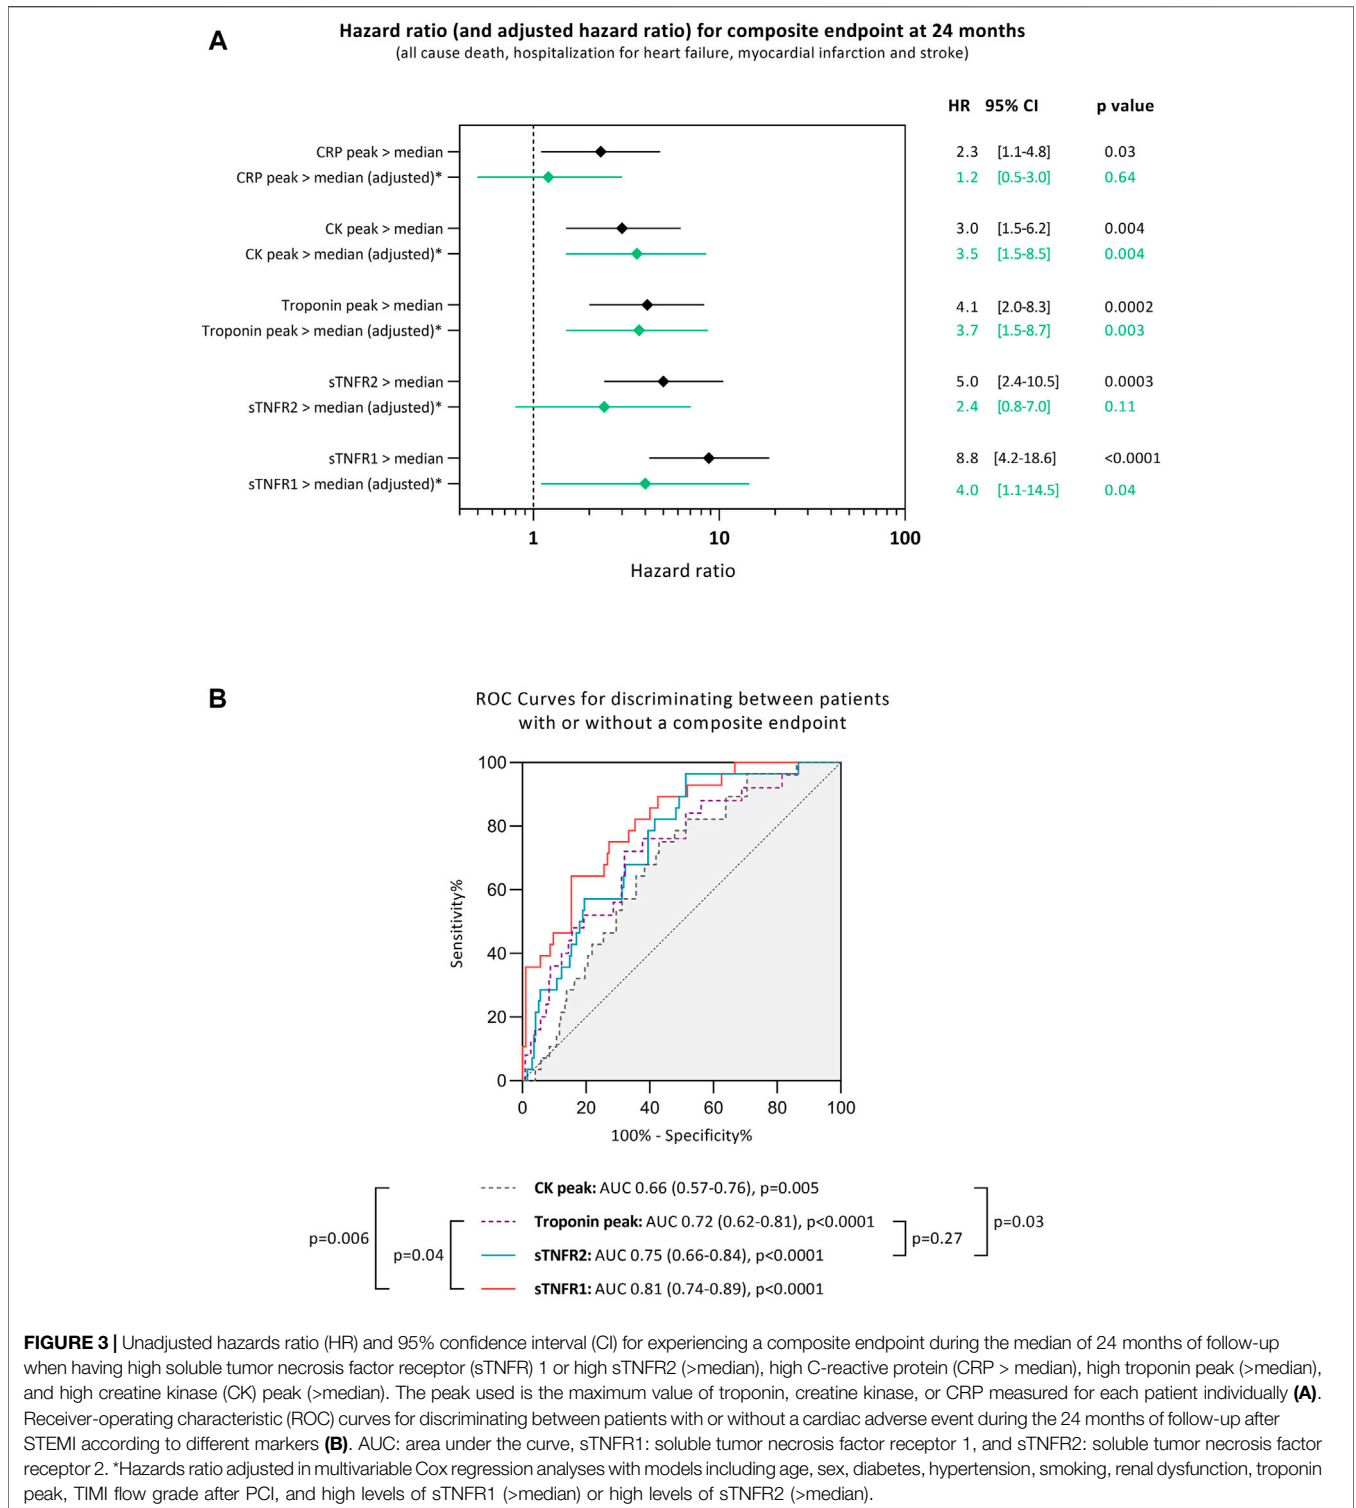 A
Hazard ratio (and adjusted hazard ratio) for composite endpoint at 24 months
(all cause death, hospitalization for heart failure, myocardial infarction and stroke)
HR 95% CI p value
CRP peak > median 2.3 [1.1-4.8] 0.03
CRP peak > median (adjusted)* 1.2 [0.5-3.0] 0.64
CK peak > median 3.0 [1.5-6.2] 0.004
CK peak > median (adjusted)* 3.5 [1.5-8.5] 0.004
Troponin peak > median 4.1 [2.0-8.3] 0.0002
Troponin peak > median (adjusted)* 3.7 [1.5-8.7] 0.003
sTNFR2 > median 5.0 [2.4-10.5] 0.0003
sTNFR2 > median (adjusted)* 2.4 [0.8-7.0] 0.11
sTNFR1 > median 8.8 [4.2-18.6] <0.0001
sTNFR1 > median (adjusted)* 4.0 [1.1-14.5] 0.04
1 10 100
Hazard ratio
B
ROC Curves for discriminating between patients
with or without a composite endpoint
100
80
60
40
20
0
Sensitivity%
0 20 40 60 80 100
100% - Specificity%
CK peak: AUC 0.66 (0.57-0.76), p=0.005
Troponin peak: AUC 0.72 (0.62-0.81), p<0.0001
sTNFR2: AUC 0.75 (0.66-0.84), p<0.0001
sTNFR1: AUC 0.81 (0.74-0.89), p<0.0001
p=0.006
p=0.04
p=0.27
p=0.03
FIGURE 3 | Unadjusted hazards ratio (HR) and 95% confidence interval (CI) for experiencing a composite endpoint during the median of 24 months of follow-up
when having high soluble tumor necrosis factor receptor (sTNFR) 1 or high sTNFR2 (>median), high C-reactive protein (CRP > median), high troponin peak (>median),
and high creatine kinase (CK) peak (>median). The peak used is the maximum value of troponin, creatine kinase, or CRP measured for each patient individually (A).
Receiver-operating characteristic (ROC) curves for discriminating between patients with or without a cardiac adverse event during the 24 months of follow-up after
STEMI according to different markers (B). AUC: area under the curve, sTNFR1: soluble tumor necrosis factor receptor 1, and sTNFR2: soluble tumor necrosis factor
receptor 2. *Hazards ratio adjusted in multivariable Cox regression analyses with models including age, sex, diabetes, hypertension, smoking, renal dysfunction, troponin
peak, TIMI flow grade after PCI, and high levels of sTNFR1 (>median) or high levels of sTNFR2 (>median).